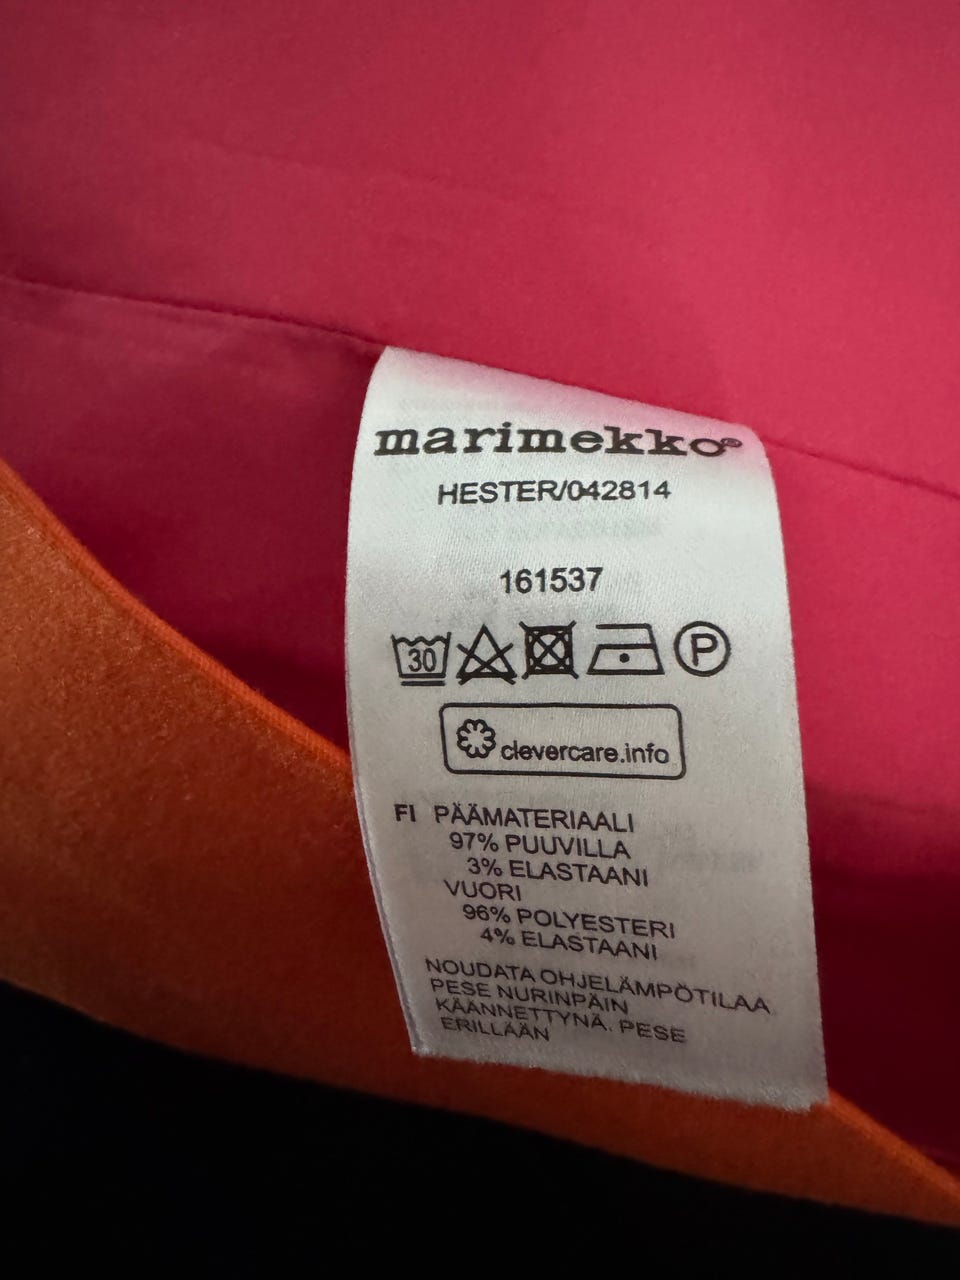 marimekko®
HESTER/042814
161537
30 P
clevercare.info
FI PÄÄMATERIAALI
97% PUUVILLA
3% ELASTAANI
VUORI
96% POLYESTERI
4% ELASTAANI
NOUDATA OHJELÄMPÖTILAA
PESE NURINPÄIN
KÄÄNNETTYNÄ. PESE
ERILLÄÄN